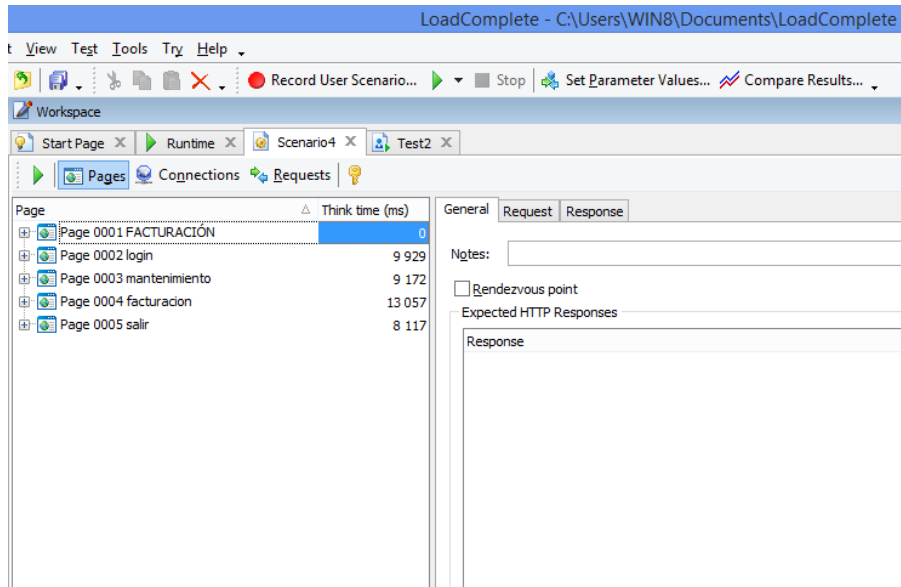 LoadComplete - C:\Users\WIN8\Documents\LoadComplete
t View Test Tools Try Help
Record User Scenario... Stop Set Parameter Values... Compare Results...
Workspace
Start Page X Runtime X Scenario4 X Test2 X
Pages Connections Requests
Page Think time (ms) General Request Response
Page 0001 FACTURACIÓN 0
Page 0002 login 9 929 Notes:
Page 0003 mantenimiento 9 172
Rendezvous point
Page 0004 facturacion 13 057
Expected HTTP Responses
Page 0005 salir 8 117
Response